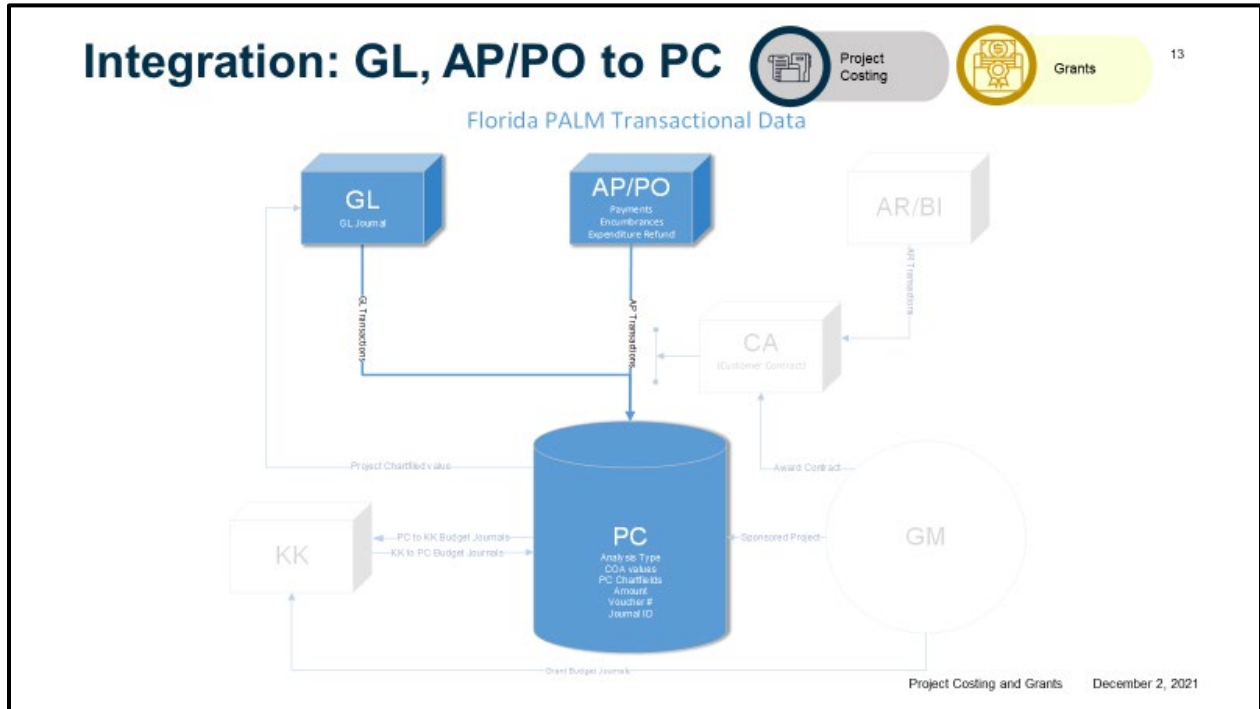 Integration: GL, AP/PO to PC
Project
Costing
Grants
13
Florida PALM Transactional Data
GL
GL Journal
AP/PO
Payments
Encumbrances
Expenditure Refund
AR/BI
GL Transactions
AP Transactions
AR Transactions
CA
(Customer Contract)
Project Chartfiled value
Award Contract
KK
PC to KK Budget Journals
KK to PC Budget Journals
PC
Analysis Type
COA values
PC Chartfields
Amount
Voucher #
Journal ID
Sponsored Project
GM
Grant Budget Journals
Project Costing and Grants
December 2, 2021